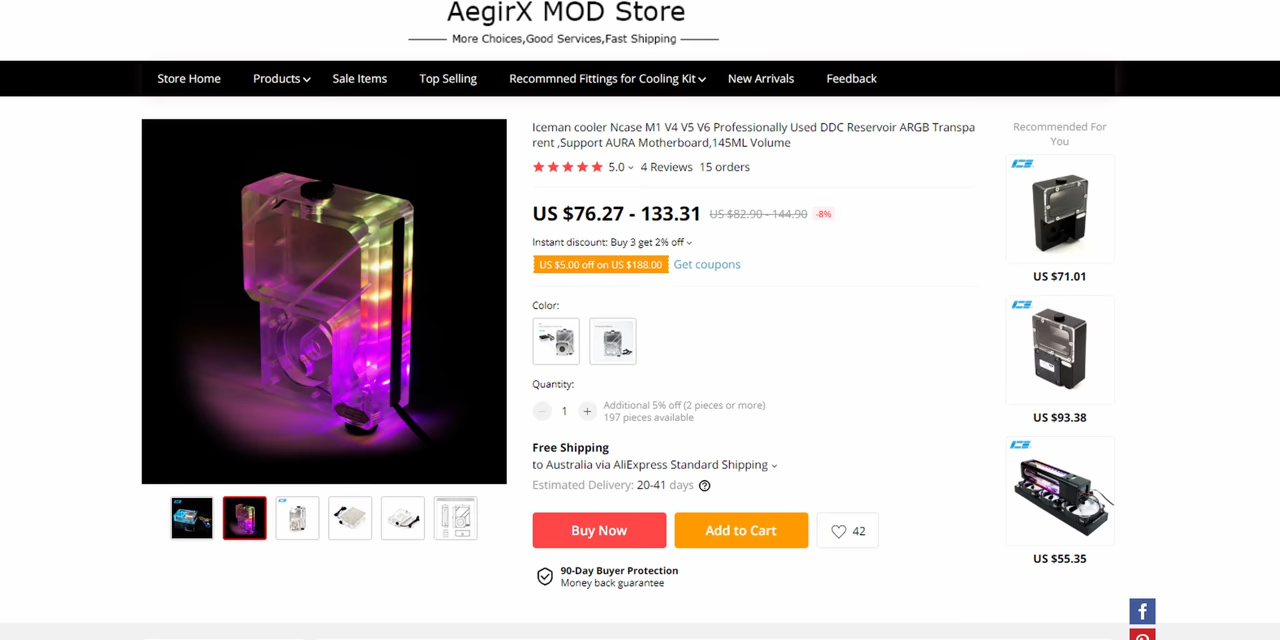 AegirX MOD Store
More Choices,Good Services,Fast Shipping
Store Home
Products
Sale Items
Top Selling
Recommned Fittings for Cooling Kit
New Arrivals
Feedback
Iceman cooler Ncase M1 V4 V5 V6 Professionally Used DDC Reservoir ARGB Transpa
rent ,Support AURA Motherboard,145ML Volume
5.0 4 Reviews 15 orders
US $76.27 - 133.31 US $82.90 - 144.90 -8%
Instant discount: Buy 3 get 2% off
US $5.00 off on US $188.00 Get coupons
Color:
Quantity:
1
Additional 5% off (2 pieces or more)
197 pieces available
Free Shipping
to Australia via AliExpress Standard Shipping
Estimated Delivery: 20-41 days
Buy Now
Add to Cart
42
90-Day Buyer Protection
Money back guarantee
Recommended For
You
ICE
US $71.01
ICE
US $93.38
ICE
US $55.35